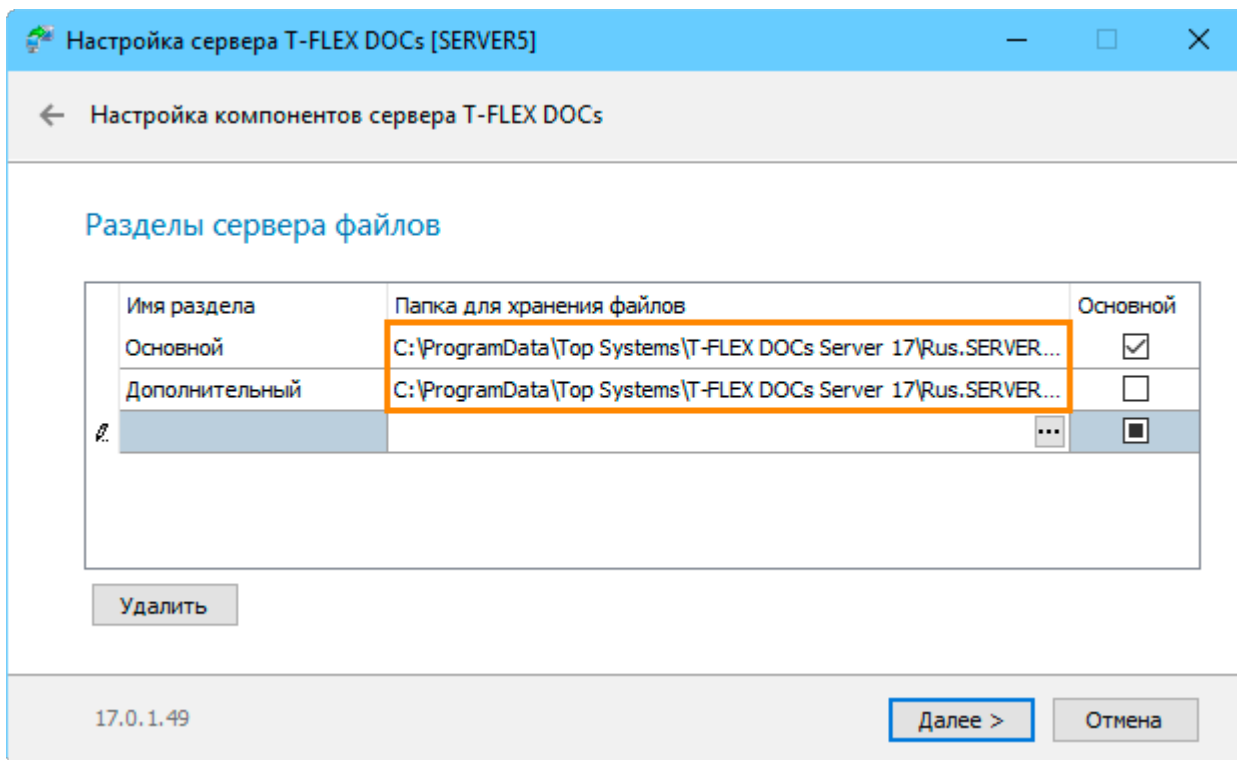 Настройка сервера T-FLEX DOCs [SERVER5]
Настройка компонентов сервера T-FLEX DOCs
Разделы сервера файлов
Имя раздела Папка для хранения файлов Основной
Основной C:\ProgramData\Top Systems\T-FLEX DOCs Server 17\Rus.SERVER...
Дополнительный C:\ProgramData\Top Systems\T-FLEX DOCs Server 17\Rus.SERVER...
...
Удалить
17.0.1.49 Далее > Отмена